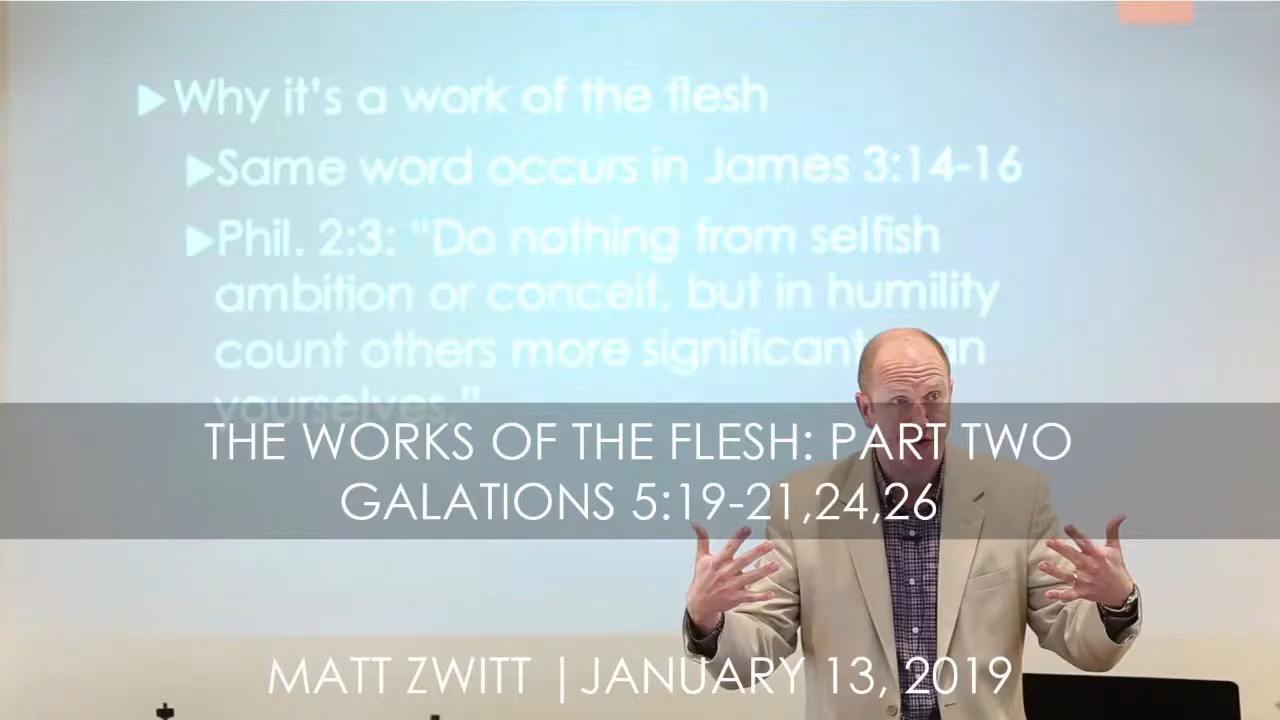 ▶Why it's a work of the flesh
▶Same word occurs in James 3:14-16
▶Phil. 2:3: "Do nothing from selfish
ambition or conceit, but in humility
count others more significant an
yourselves."
THE WORKS OF THE FLESH: PART TWO
GALATIONS 5:19-21,24,26
MATT ZWITT | JANUARY 13, 2019